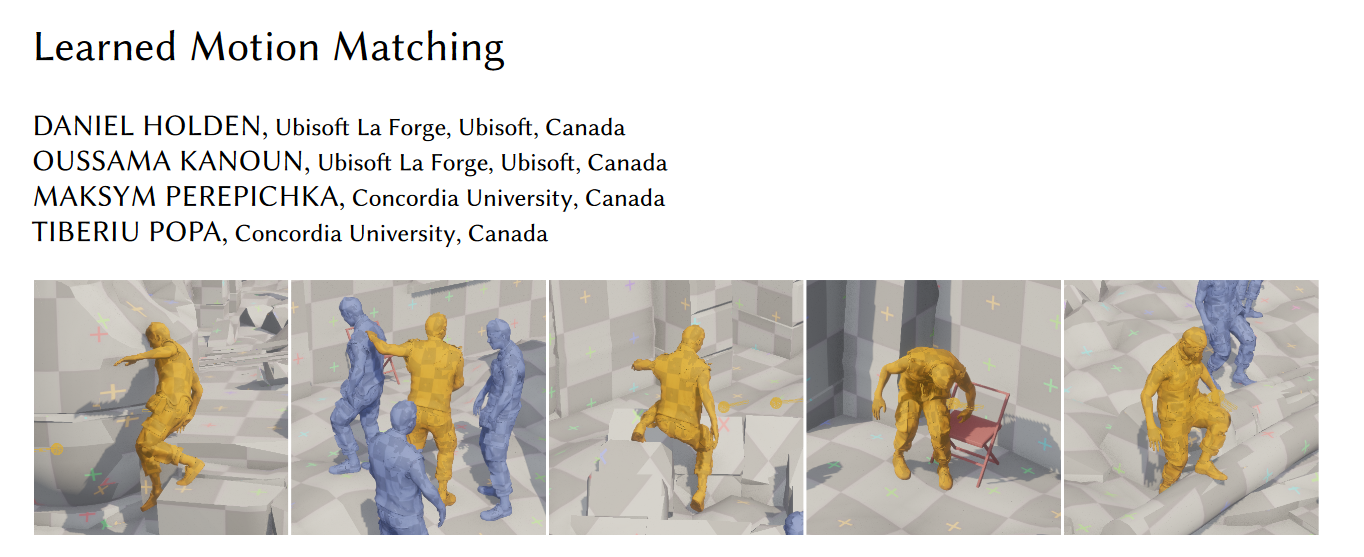 Learned Motion Matching
DANIEL HOLDEN, Ubisoft La Forge, Ubisoft, Canada
OUSSAMA KANOUN, Ubisoft La Forge, Ubisoft, Canada
MAKSYM PEREPICHKA, Concordia University, Canada
TIBERIU POPA, Concordia University, Canada